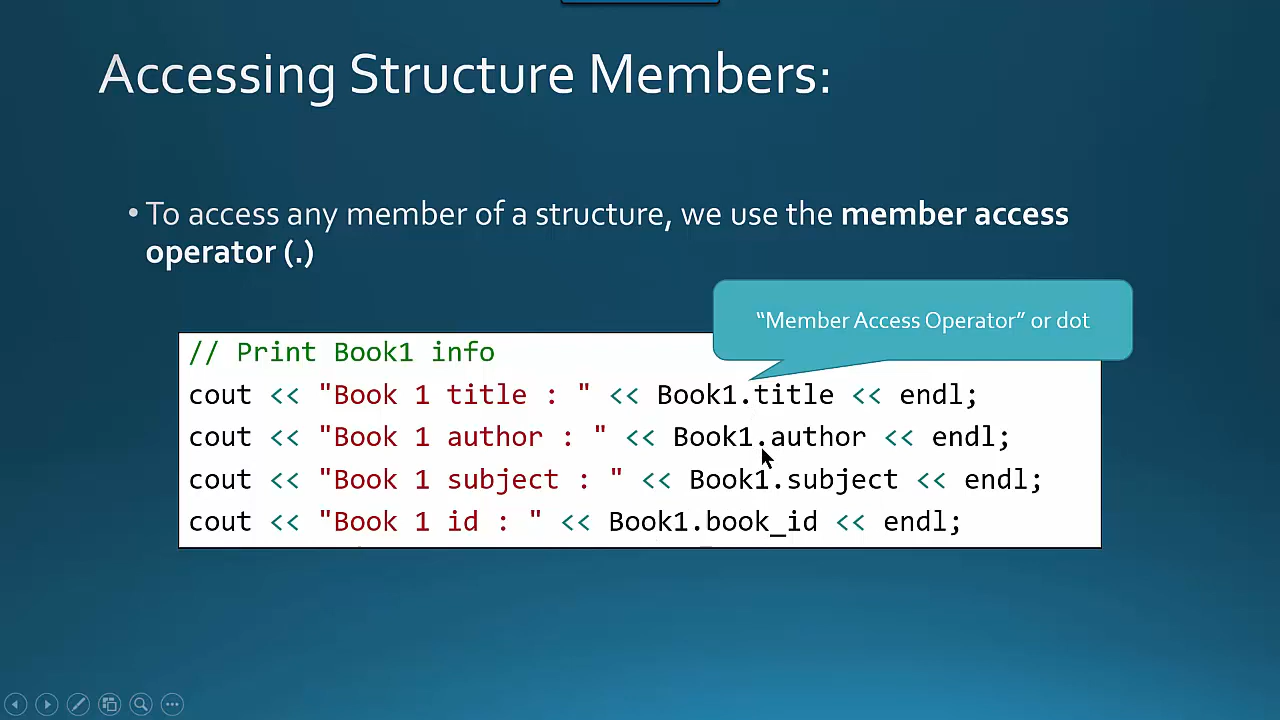 Accessing Structure Members:
• To access any member of a structure, we use the member access
operator (.)
“Member Access Operator” or dot
// Print Book1 info
cout << "Book 1 title : " << Book1.title << endl;
cout << "Book 1 author : " << Book1.author << endl;
cout << "Book 1 subject : " << Book1.subject << endl;
cout << "Book 1 id : " << Book1.book_id << endl;